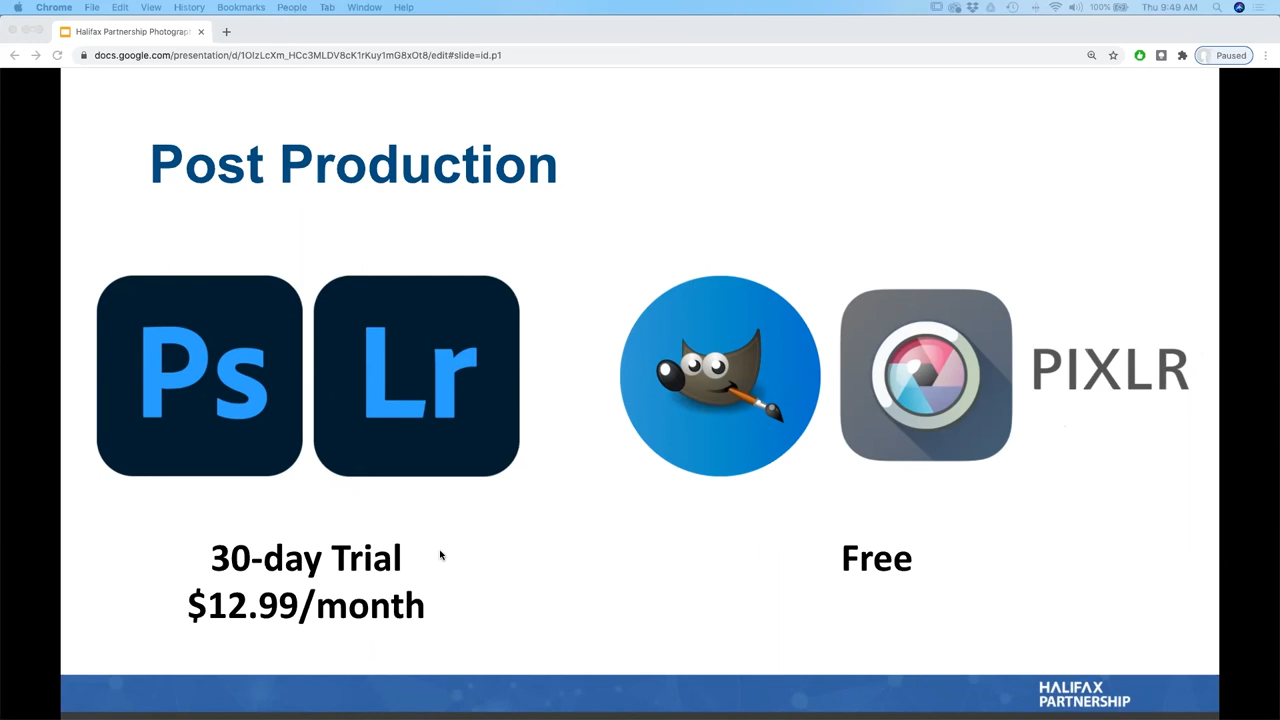 Chrome File Edit View History Bookmarks People Tab Window Help 100% Thu 9:49 AM
Halifax Partnership Photograp
docs.google.com/presentation/d/1OIzLcXm_HCc3MLDV8cK1rKuy1mG8xOt8/edit#slide=id.p1 Paused
Post Production
Ps Lr PIXLR
30-day Trial Free
$12.99/month
HALIFAX
PARTNERSHIP